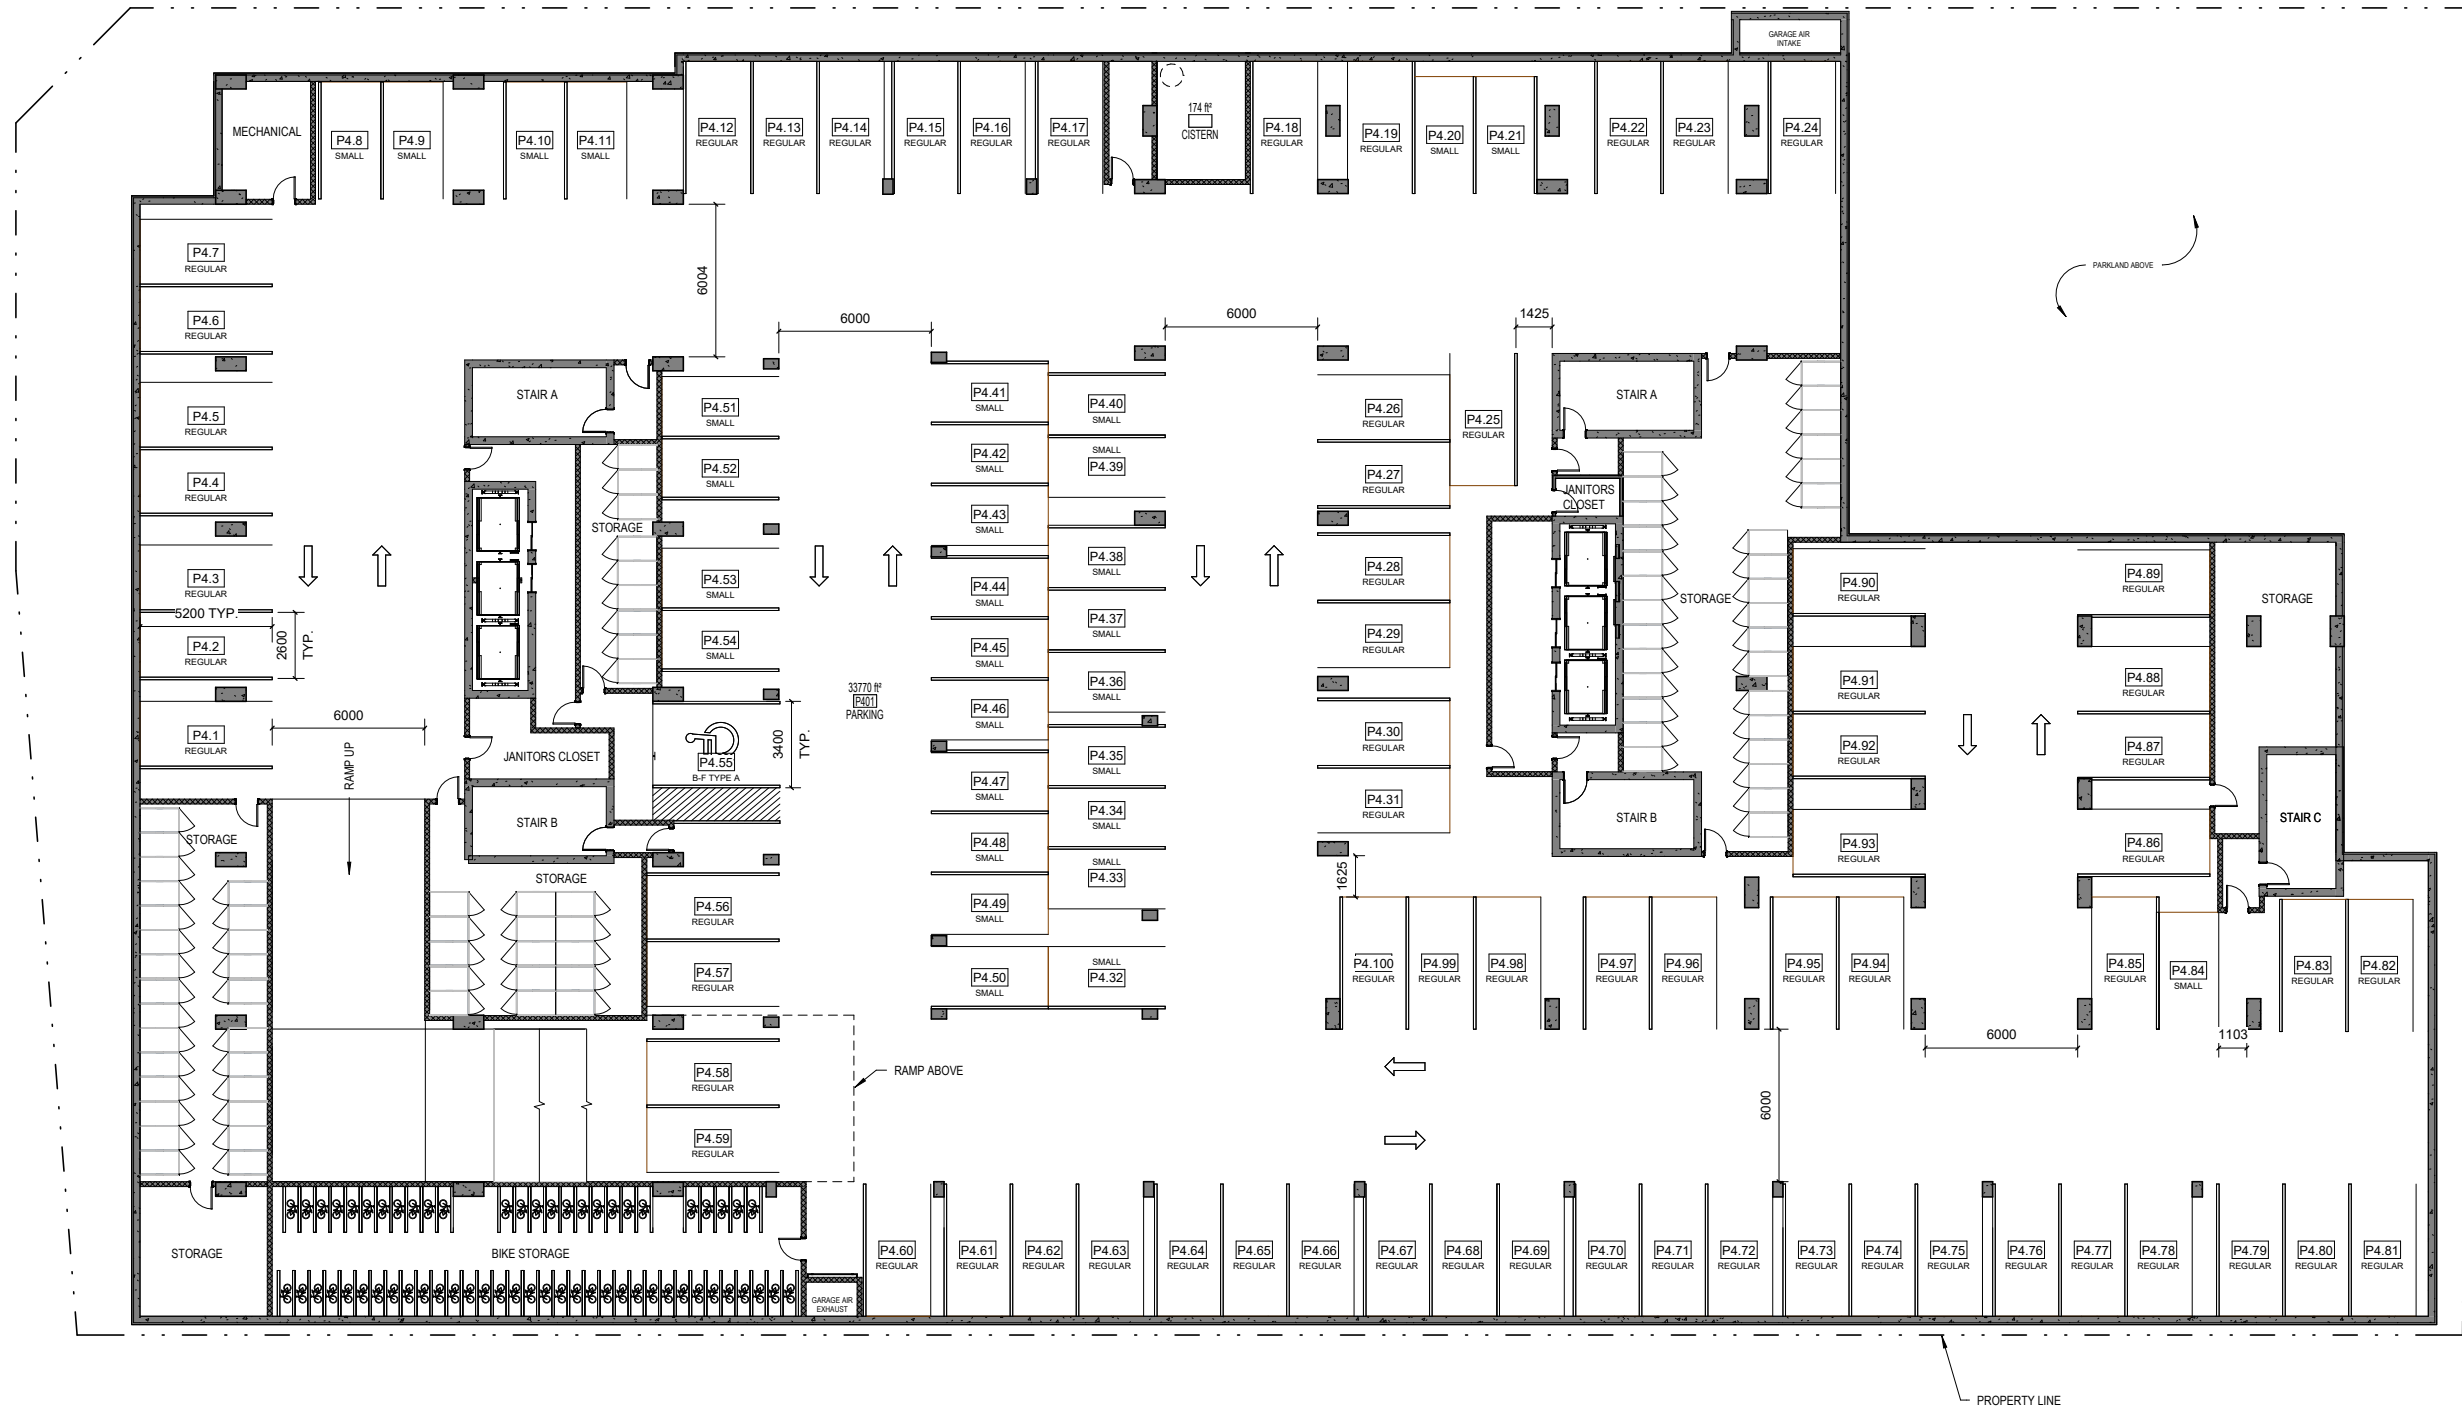 GARAGE AIR
INTAKE
MECHANICAL
P4.8
SMALL
P4.9
SMALL
P4.10
SMALL
P4.11
SMALL
P4.12
REGULAR
P4.13
REGULAR
P4.14
REGULAR
P4.15
REGULAR
P4.16
REGULAR
P4.17
REGULAR
174 ft²
CISTERN
P4.18
REGULAR
P4.19
REGULAR
P4.20
SMALL
P4.21
SMALL
P4.22
REGULAR
P4.23
REGULAR
P4.24
REGULAR
PARKLAND ABOVE
P4.7
REGULAR
P4.6
REGULAR
P4.5
REGULAR
P4.4
REGULAR
P4.3
REGULAR
5200 TYP.
P4.2
REGULAR
2600
TYP.
P4.1
REGULAR
6000
RAMP UP
6004
6000
6000
1425
STAIR A
STORAGE
JANITORS CLOSET
STAIR B
STORAGE
STORAGE
P4.51
SMALL
P4.52
SMALL
P4.53
SMALL
P4.54
SMALL
P4.55
B-F TYPE A
3400
TYP.
33770 ft²
P401
PARKING
P4.56
REGULAR
P4.57
REGULAR
P4.58
REGULAR
P4.59
REGULAR
RAMP ABOVE
P4.41
SMALL
P4.42
SMALL
P4.43
SMALL
P4.44
SMALL
P4.45
SMALL
P4.46
SMALL
P4.47
SMALL
P4.48
SMALL
P4.49
SMALL
P4.50
SMALL
P4.40
SMALL
SMALL
P4.39
P4.38
SMALL
P4.37
SMALL
P4.36
SMALL
P4.35
SMALL
P4.34
SMALL
SMALL
P4.33
SMALL
P4.32
P4.26
REGULAR
P4.25
REGULAR
P4.27
REGULAR
P4.28
REGULAR
P4.29
REGULAR
P4.30
REGULAR
P4.31
REGULAR
1625
STAIR A
JANITORS
CLOSET
STORAGE
STAIR B
P4.90
REGULAR
P4.91
REGULAR
P4.92
REGULAR
P4.93
REGULAR
P4.89
REGULAR
P4.88
REGULAR
P4.87
REGULAR
P4.86
REGULAR
STORAGE
STAIR C
P4.100
REGULAR
P4.99
REGULAR
P4.98
REGULAR
P4.97
REGULAR
P4.96
REGULAR
P4.95
REGULAR
P4.94
REGULAR
P4.85
REGULAR
P4.84
SMALL
P4.83
REGULAR
P4.82
REGULAR
6000
1103
6000
STORAGE
BIKE STORAGE
GARAGE AIR
EXHAUST
P4.60
REGULAR
P4.61
REGULAR
P4.62
REGULAR
P4.63
REGULAR
P4.64
REGULAR
P4.65
REGULAR
P4.66
REGULAR
P4.67
REGULAR
P4.68
REGULAR
P4.69
REGULAR
P4.70
REGULAR
P4.71
REGULAR
P4.72
REGULAR
P4.73
REGULAR
P4.74
REGULAR
P4.75
REGULAR
P4.76
REGULAR
P4.77
REGULAR
P4.78
REGULAR
P4.79
REGULAR
P4.80
REGULAR
P4.81
REGULAR
PROPERTY LINE